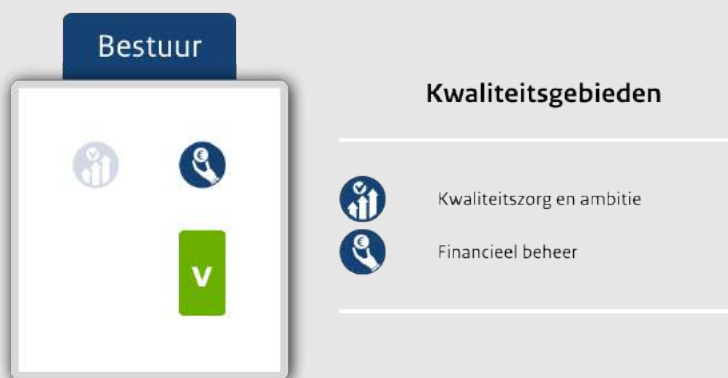 Bestuur
Kwaliteitsgebieden
Kwaliteitszorg en ambitie
Financieel beheer
V